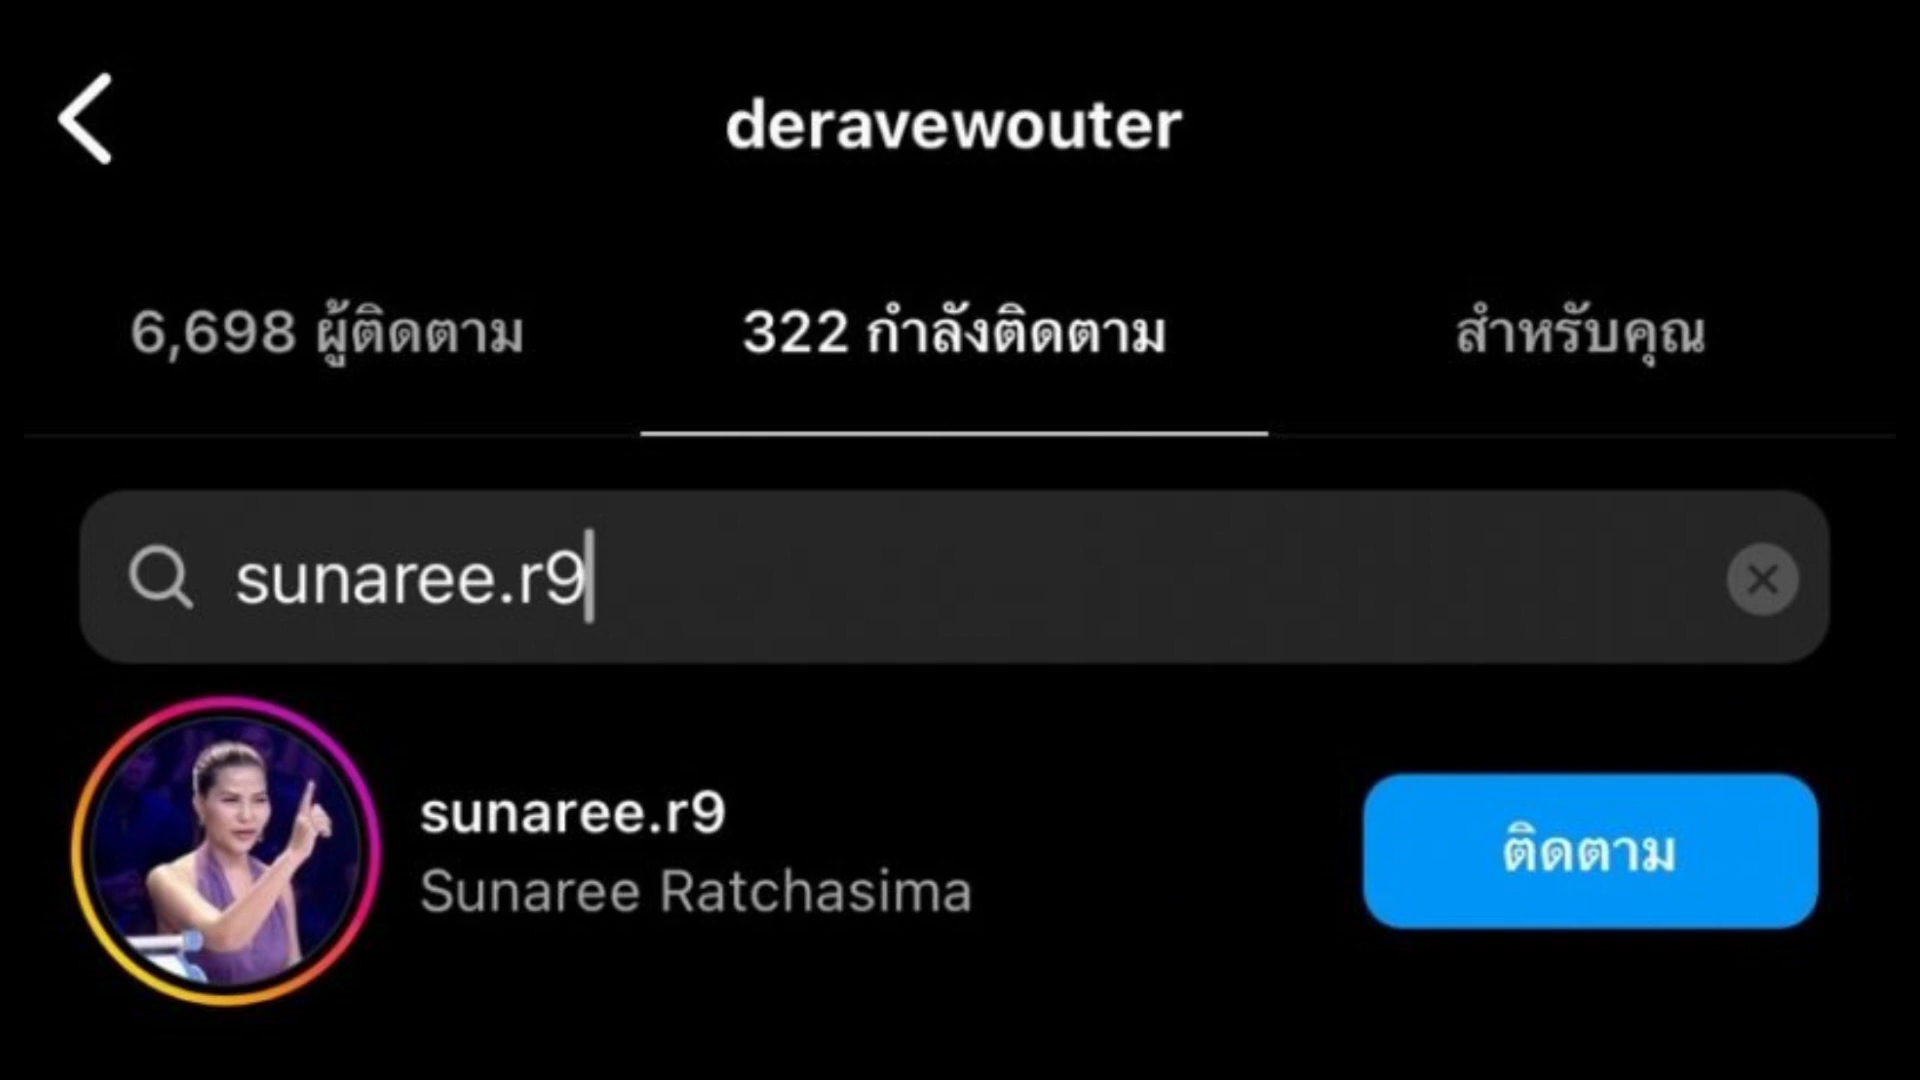 deravewouter
6,698 ผู้ติดตาม
322 กำลังติดตาม
สำหรับคุณ
sunaree.r9
sunaree.r9
Sunaree Ratchasima
ติดตาม